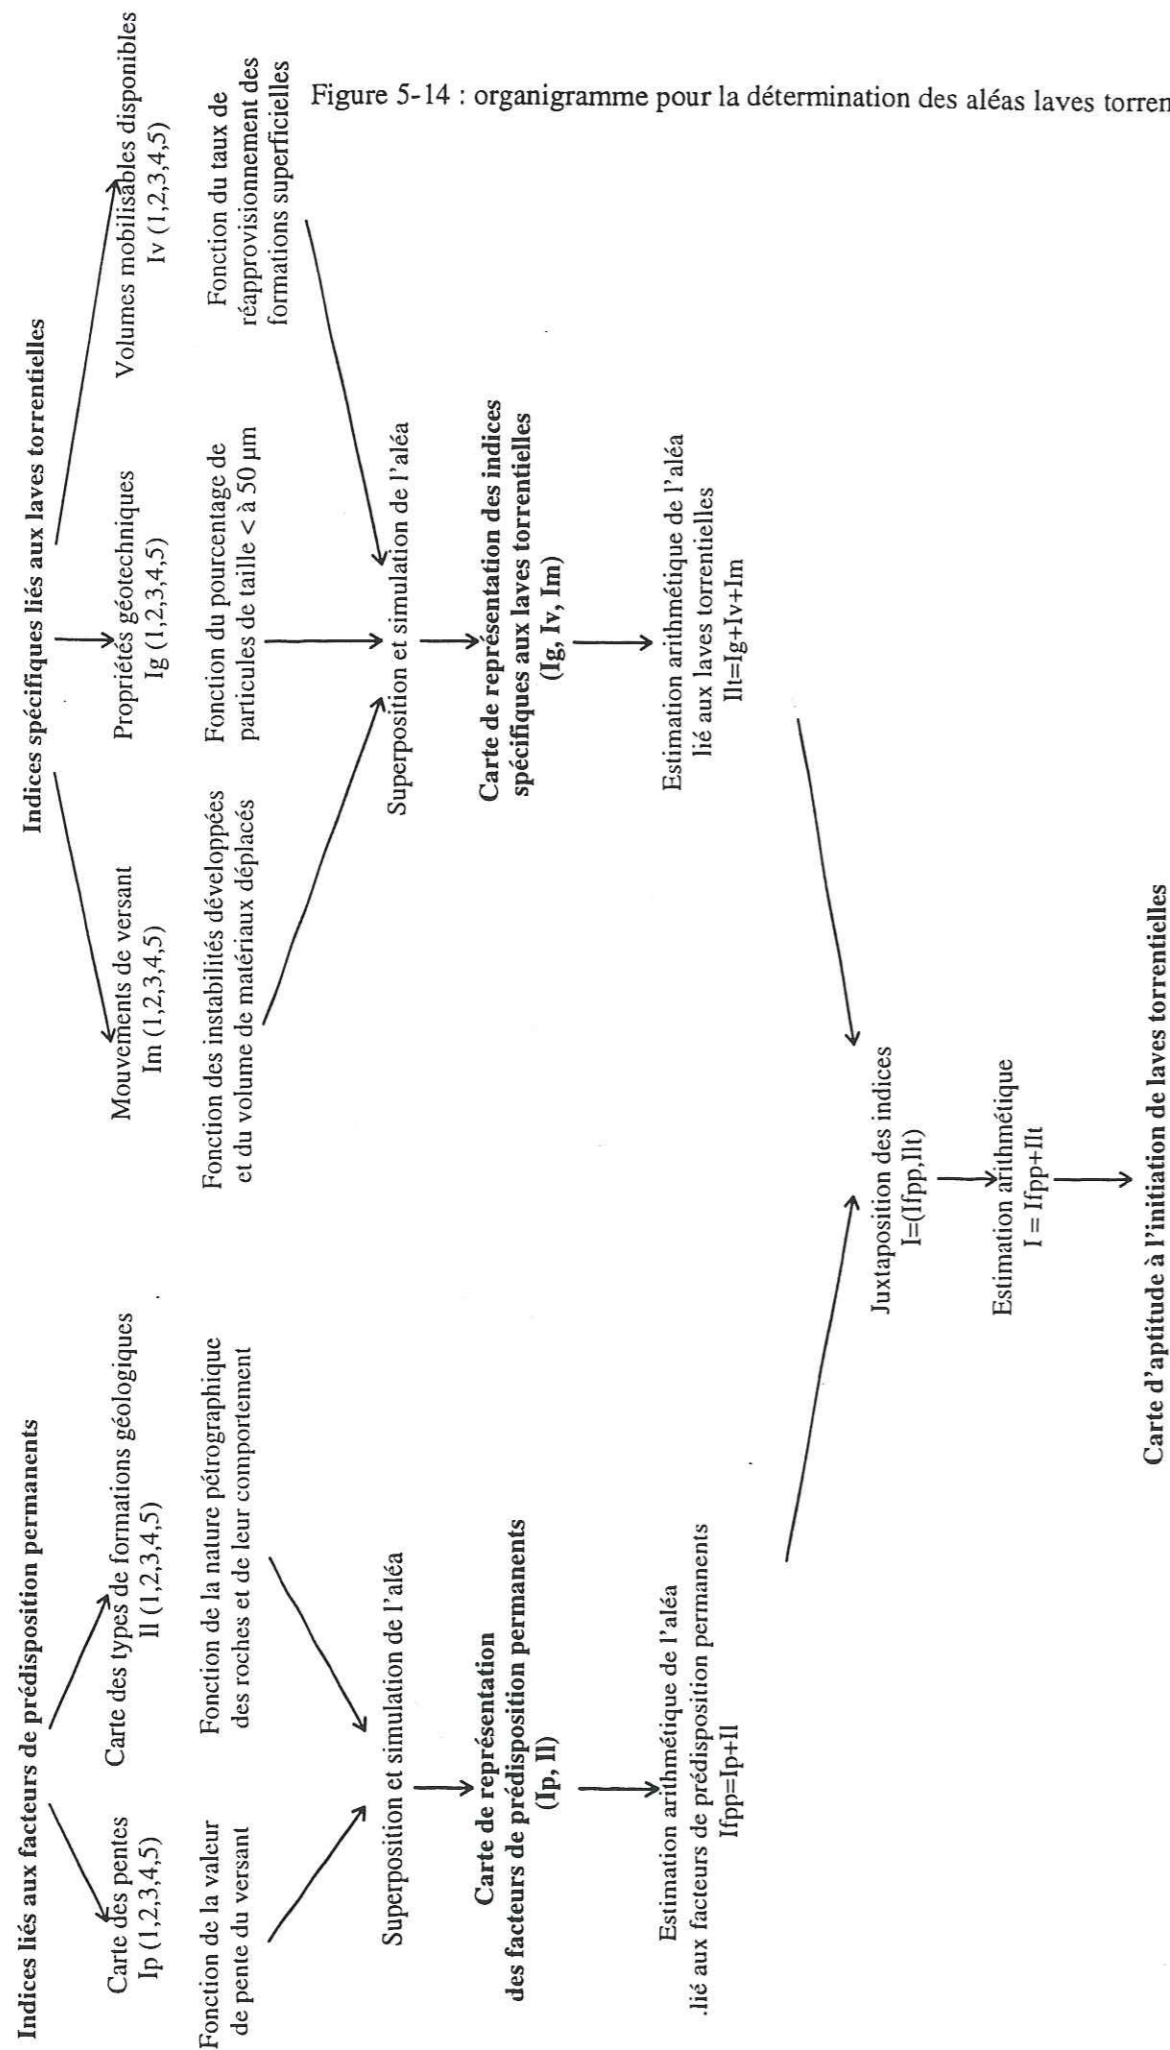 Figure 5-14 : organigramme pour la détermination des aléas laves torren
Indices liés aux facteurs de prédisposition permanents
Carte des pentes
Ip (1,2,3,4,5)
Fonction de la valeur
de pente du versant
Carte des types de formations géologiques
Il (1,2,3,4,5)
Fonction de la nature pétrographique
des roches et de leur comportement
Superposition et simulation de l'aléa
Carte de représentation
des facteurs de prédisposition permanents
(Ip, Il)
Estimation arithmétique de l'aléa
.lié aux facteurs de prédisposition permanents
Ifpp=Ip+Il
Indices spécifiques liés aux laves torrentielles
Mouvements de versant
Im (1,2,3,4,5)
Fonction des instabilités développées
et du volume de matériaux déplacés
Propriétés géotechniques
Ig (1,2,3,4,5)
Fonction du pourcentage de
particules de taille < à 50 µm
Volumes mobilisables disponibles
Iv (1,2,3,4,5)
Fonction du taux de
réapprovisionnement des
formations superficielles
Superposition et simulation de l'aléa
Carte de représentation des indices
spécifiques aux laves torrentielles
(Ig, Iv, Im)
Estimation arithmétique de l'aléa
lié aux laves torrentielles
Ilt=Ig+Iv+Im
Juxtaposition des indices
I=(Ifpp,Ilt)
Estimation arithmétique
I = Ifpp+Ilt
Carte d'aptitude à l'initiation de laves torrentielles